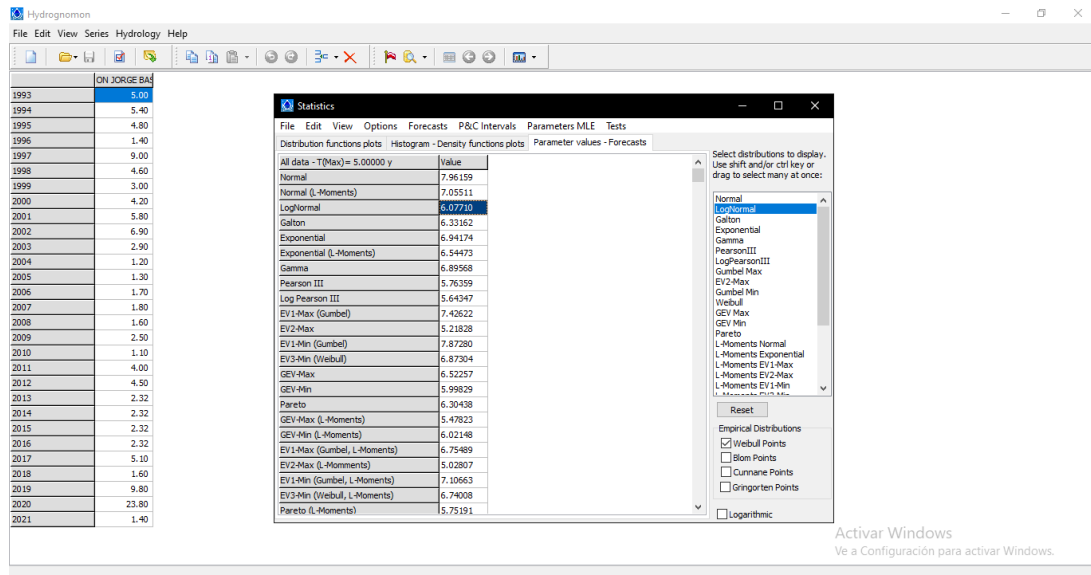 Hydrognomon
File Edit View Series Hydrology Help
ON JORGE BAS
1993 5.00
1994 5.40
1995 4.80
1996 1.40
1997 9.00
1998 4.60
1999 3.00
2000 4.20
2001 5.80
2002 6.90
2003 2.90
2004 1.20
2005 1.30
2006 1.70
2007 1.80
2008 1.60
2009 2.50
2010 1.10
2011 4.00
2012 4.50
2013 2.32
2014 2.32
2015 2.32
2016 2.32
2017 5.10
2018 1.60
2019 9.80
2020 23.80
2021 1.40
Statistics
File Edit View Options Forecasts P&C Intervals Parameters MLE Tests
Distribution functions plots Histogram - Density functions plots Parameter values - Forecasts
All data - T(Max)= 5.00000 y Value
Normal 7.96159
Normal (L-Moments) 7.05511
LogNormal 6.07710
Galton 6.33162
Exponential 6.94174
Exponential (L-Moments) 6.54473
Gamma 6.89568
Pearson III 5.76359
Log Pearson III 5.64347
EV1-Max (Gumbel) 7.42622
EV2-Max 5.21828
EV1-Min (Gumbel) 7.87280
EV3-Min (Weibull) 6.87304
GEV-Max 6.52257
GEV-Min 5.99829
Pareto 6.30438
GEV-Max (L-Moments) 5.47823
GEV-Min (L-Moments) 6.02148
EV1-Max (Gumbel, L-Moments) 6.75489
EV2-Max (L-Momments) 5.02807
EV1-Min (Gumbel, L-Moments) 7.10663
EV3-Min (Weibull, L-Moments) 6.74008
Pareto (L-Moments) 5.75191
Select distributions to display.
Use shift and/or ctrl key or
drag to select many at once:
Normal
LogNormal
Galton
Exponential
Gamma
PearsonIII
LogPearsonIII
Gumbel Max
EV2-Max
Gumbel Min
Weibull
GEV Max
GEV Min
Pareto
L-Moments Normal
L-Moments Exponential
L-Moments EV1-Max
L-Moments EV2-Max
L-Moments EV1-Min
L-Moments EV3-Min
Reset
Empirical Distributions
Weibull Points
Blom Points
Cunnane Points
Gringorten Points
Logarithmic
Activar Windows
Ve a Configuración para activar Windows.